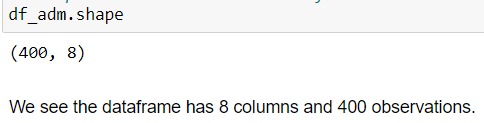 df_adm.shape
(400, 8)
We see the dataframe has 8 columns and 400 observations.